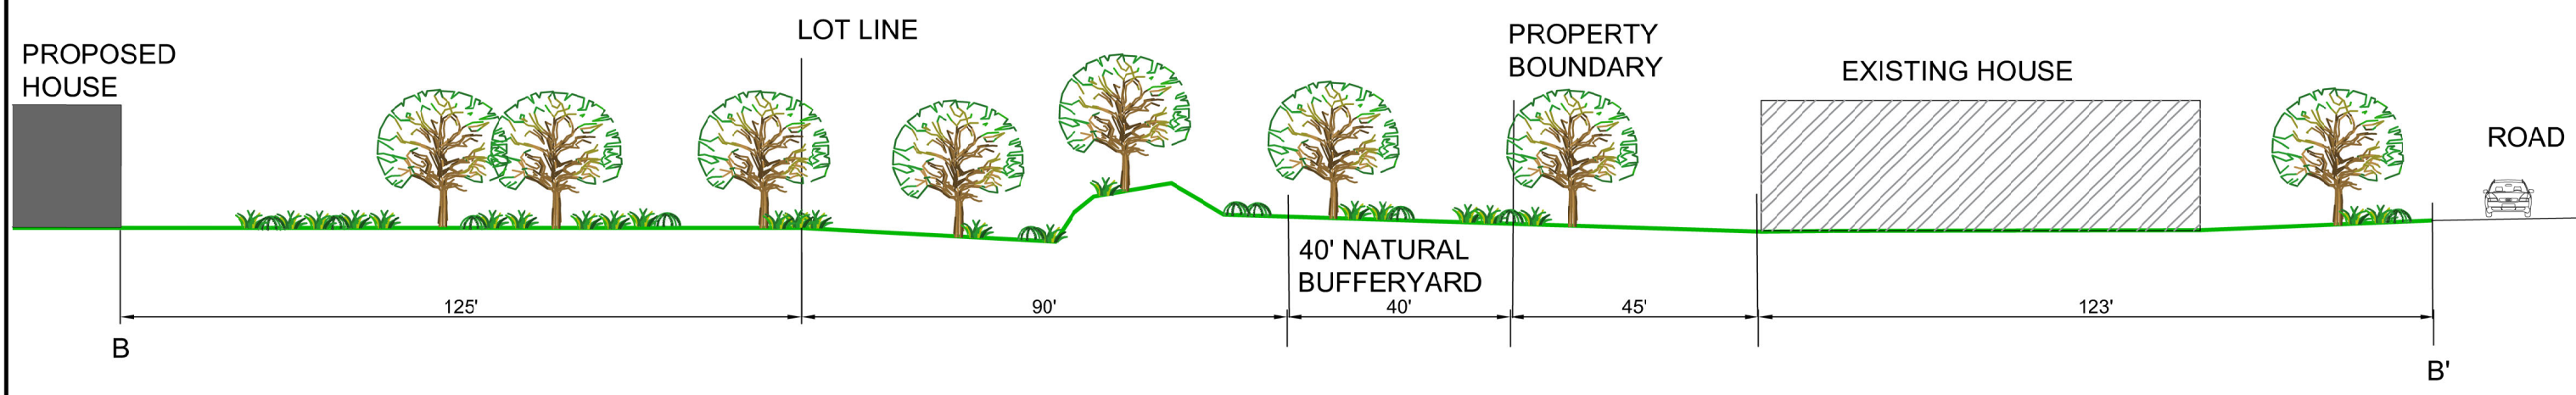 PROPOSED
HOUSE
LOT LINE
PROPERTY
BOUNDARY
EXISTING HOUSE
ROAD
40' NATURAL
BUFFERYARD
125'
90'
40'
45'
123'
B
B'